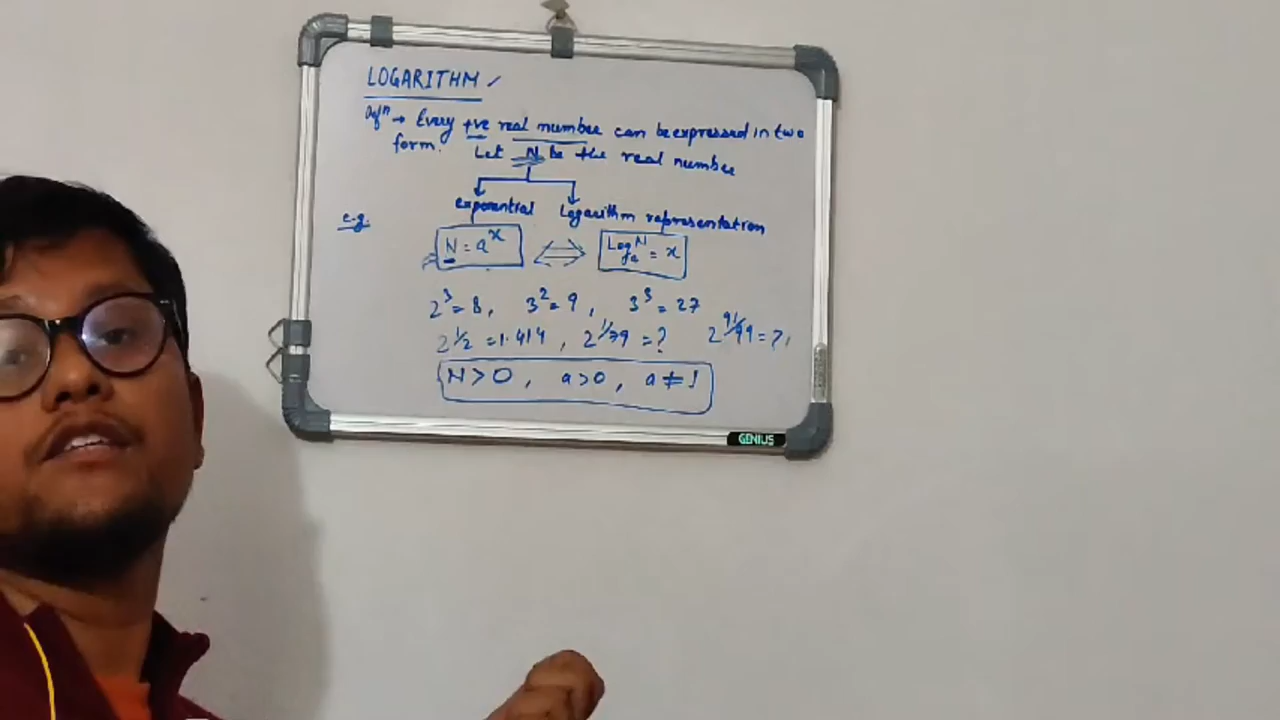 LOGARITHM ✓
defⁿ → Every +ve real number can be expressed in two
form. Let N be the real number
exponential Logarithm representation
e.g.
N = a^x ⇔ Log_a N = x
2^3 = 8, 3^2 = 9, 3^3 = 27
2^1/2 = 1.414, 2^1/79 = ? 2^91/99 = ?,
N > 0, a > 0, a ≠ 1
GENIUS